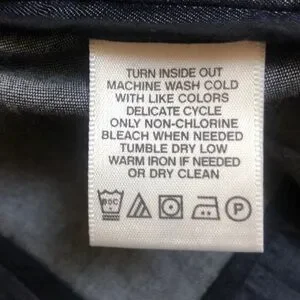 TURN INSIDE OUT
MACHINE WASH COLD
WITH LIKE COLORS
DELICATE CYCLE
ONLY NON-CHLORINE
BLEACH WHEN NEEDED
TUMBLE DRY LOW
WARM IRON IF NEEDED
OR DRY CLEAN
P